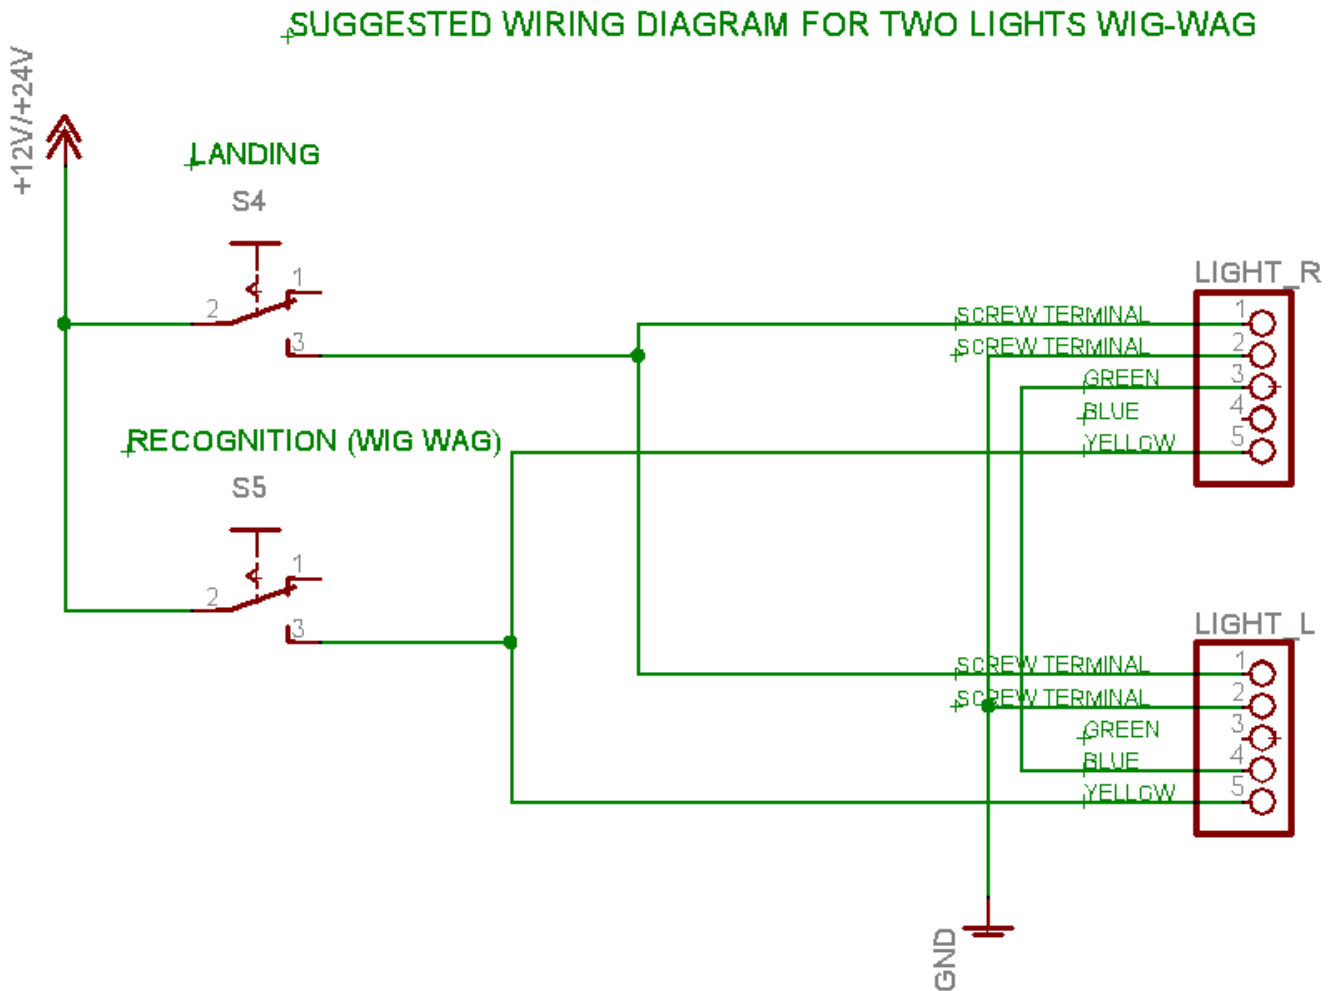 SUGGESTED WIRING DIAGRAM FOR TWO LIGHTS WIG-WAG
+12V/+24V
LANDING
S4
1
2
3
LIGHT_R
SCREW TERMINAL 1
SCREW TERMINAL 2
GREEN 3
BLUE 4
YELLOW 5
RECOGNITION (WIG WAG)
S5
1
2
3
LIGHT_L
SCREW TERMINAL 1
SCREW TERMINAL 2
GREEN 3
BLUE 4
YELLOW 5
GND